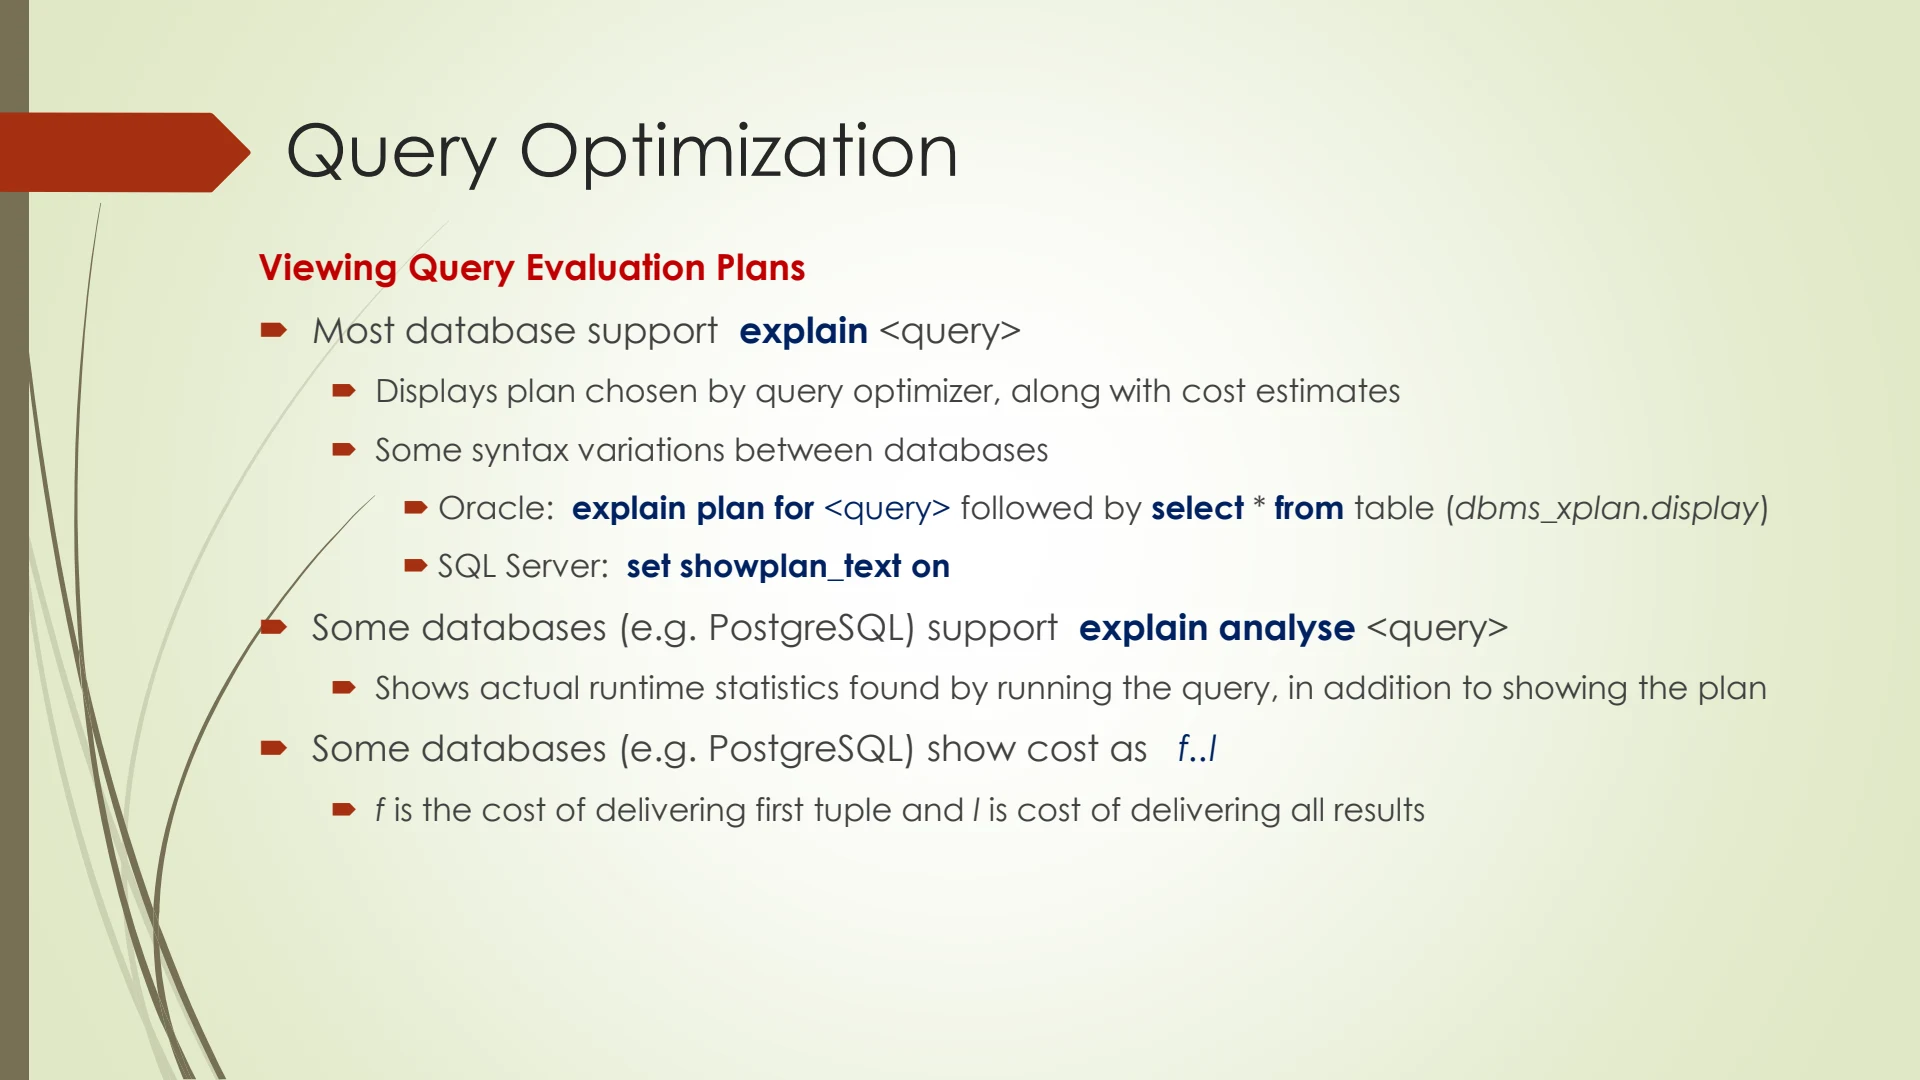 Query Optimization
Viewing Query Evaluation Plans
Most database support explain <query>
Displays plan chosen by query optimizer, along with cost estimates
Some syntax variations between databases
Oracle: explain plan for <query> followed by select * from table (dbms_xplan.display)
SQL Server: set showplan_text on
Some databases (e.g. PostgreSQL) support explain analyse <query>
Shows actual runtime statistics found by running the query, in addition to showing the plan
Some databases (e.g. PostgreSQL) show cost as f..l
f is the cost of delivering first tuple and l is cost of delivering all results